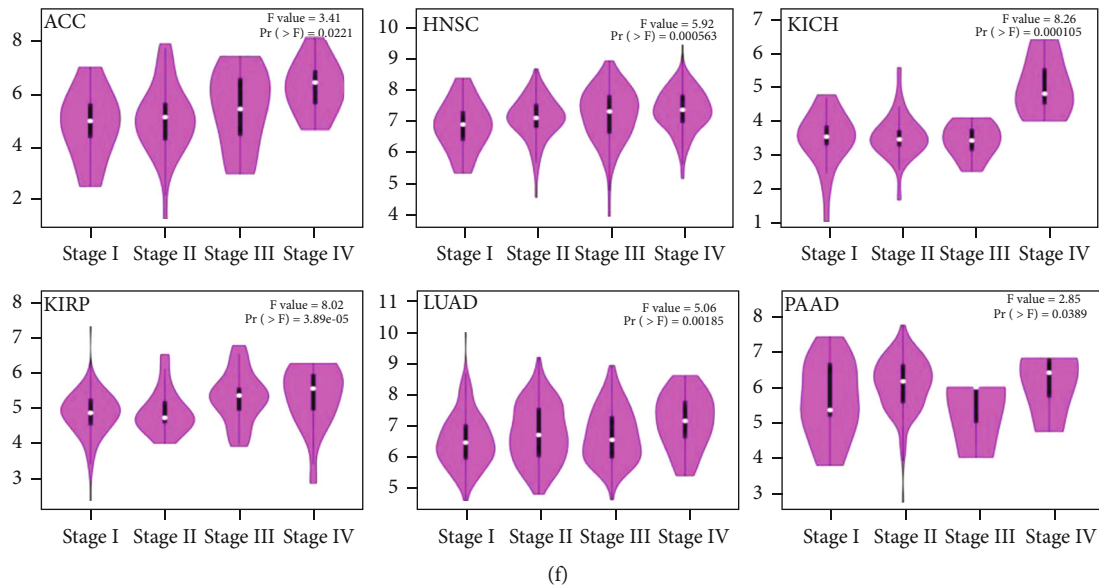 ACC
F value = 3.41
Pr ( > F) = 0.0221
8
6
4
2
Stage I Stage II Stage III Stage IV
HNSC
F value = 5.92
Pr ( > F) = 0.000563
10
9
8
7
6
5
4
Stage I Stage II Stage III Stage IV
KICH
F value = 8.26
Pr ( > F) = 0.000105
7
6
5
4
3
2
1
Stage I Stage II Stage III Stage IV
KIRP
F value = 8.02
Pr ( > F) = 3.89e-05
8
7
6
5
4
3
Stage I Stage II Stage III Stage IV
LUAD
F value = 5.06
Pr ( > F) = 0.00185
11
10
9
8
7
6
5
Stage I Stage II Stage III Stage IV
PAAD
F value = 2.85
Pr ( > F) = 0.0389
8
7
6
5
4
3
Stage I Stage II Stage III Stage IV
(f)